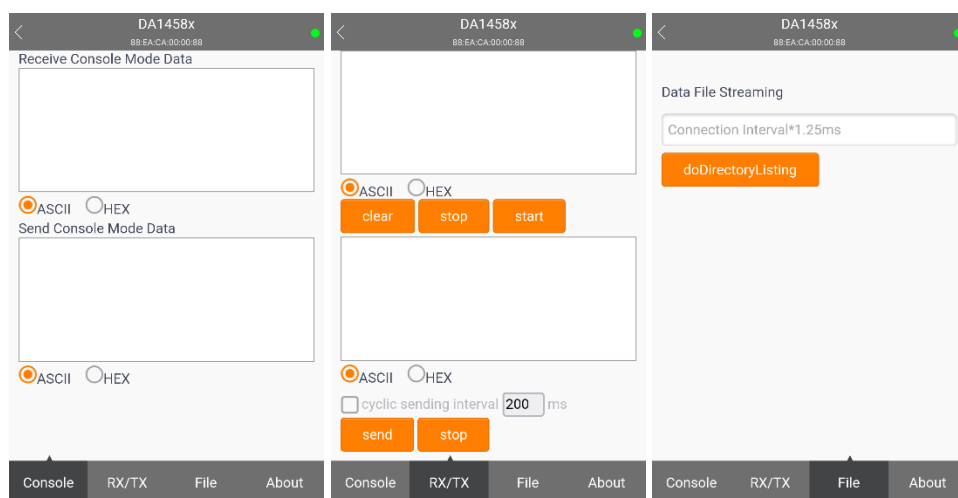 DA1458x
88:EA:CA:00:00:88
Receive Console Mode Data
ASCII HEX
Send Console Mode Data
ASCII HEX
Console RX/TX File About
DA1458x
88:EA:CA:00:00:88
ASCII HEX
clear stop start
ASCII HEX
cyclic sending interval 200 ms
send stop
Console RX/TX File About
DA1458x
88:EA:CA:00:00:88
Data File Streaming
Connection Interval*1.25ms
doDirectoryListing
Console RX/TX File About